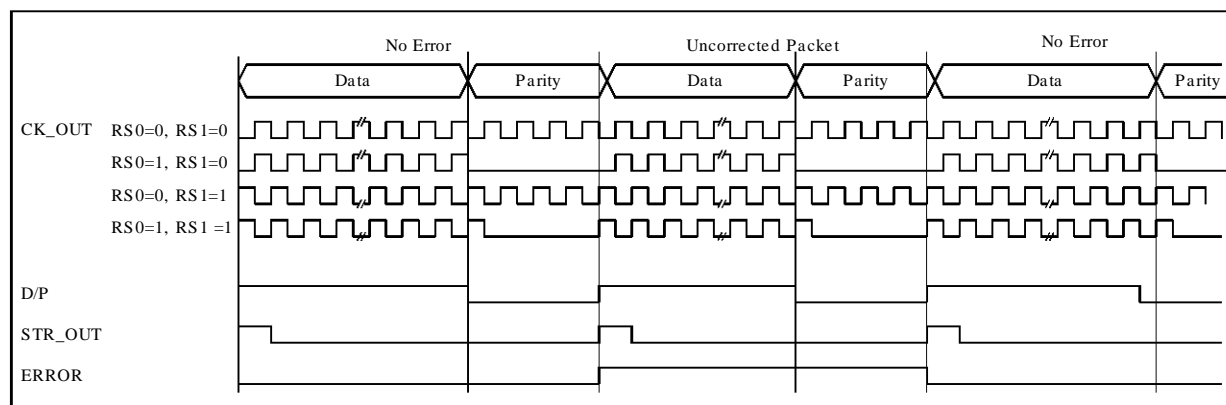 No Error Uncorrected Packet No Error
Data Parity Data Parity Data Parity
CK_OUT RS0=0, RS1=0
RS0=1, RS1=0
RS0=0, RS1=1
RS0=1, RS1 =1
D/P
STR_OUT
ERROR